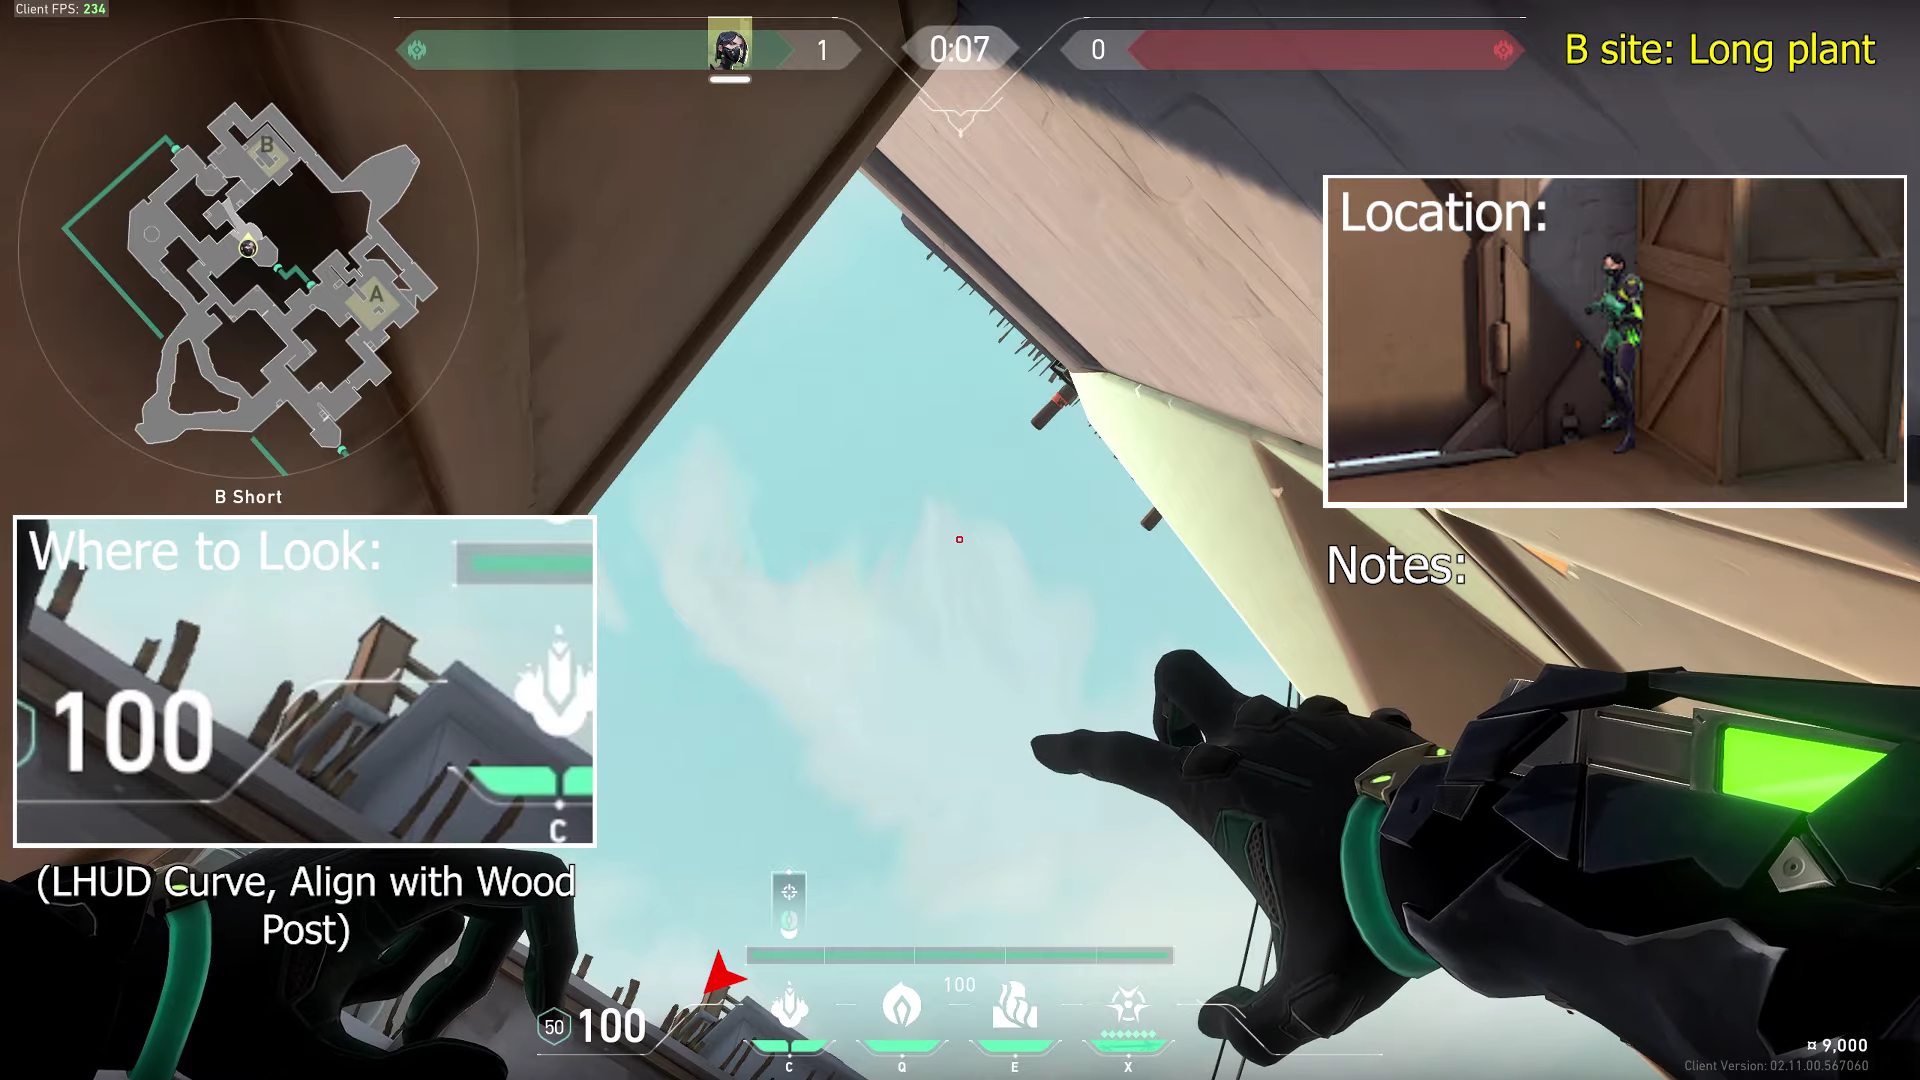 Client FPS: 234
1
0:07
0
B site: Long plant
B
A
B Short
Location:
Where to Look:
100
C
Notes:
(LHUD Curve, Align with Wood
Post)
100
50
100
C
Q
E
X
¤ 9,000
Client Version: 02.11.00.567060